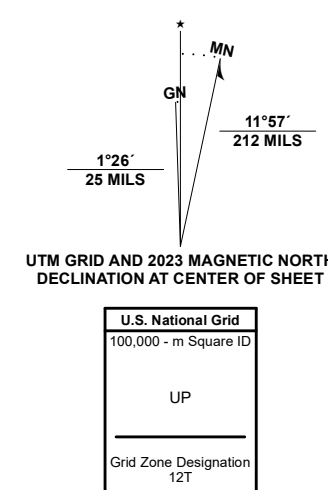 ★
MN
GN
11°57´
212 MILS
1°26´
25 MILS
UTM GRID AND 2023 MAGNETIC NORTH
DECLINATION AT CENTER OF SHEET
U.S. National Grid
100,000 - m Square ID
UP
Grid Zone Designation
12T